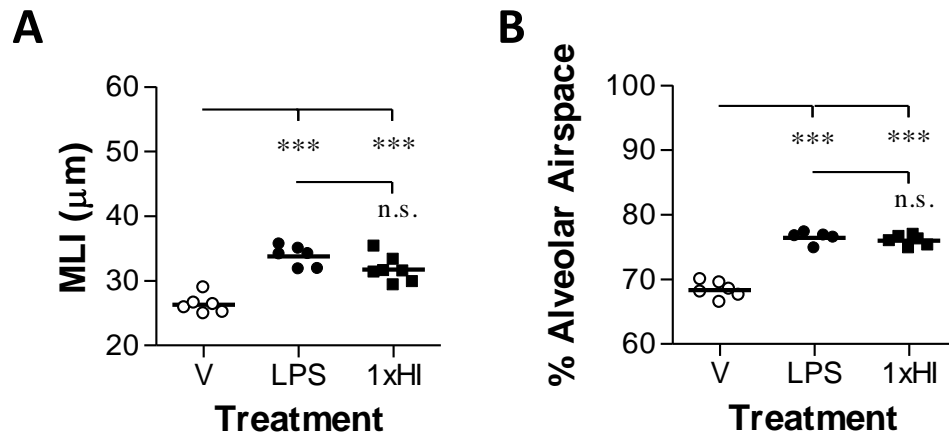 A
MLI (μm)
60
50
40
30
20
***
***
n.s.
V
LPS
1xHI
Treatment
B
% Alveolar Airspace
100
90
80
70
60
***
***
n.s.
V
LPS
1xHI
Treatment